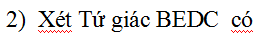 2) Xét Tứ giác BEDC có